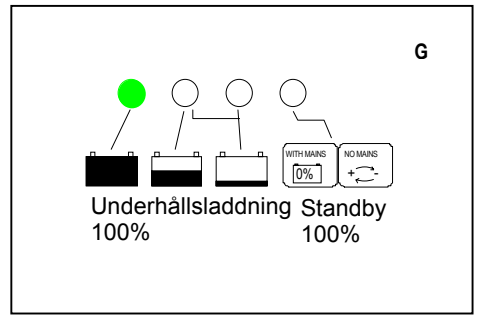 G
WITH MAINS NO MAINS
0% + -
Underhållsladdning Standby
100% 100%